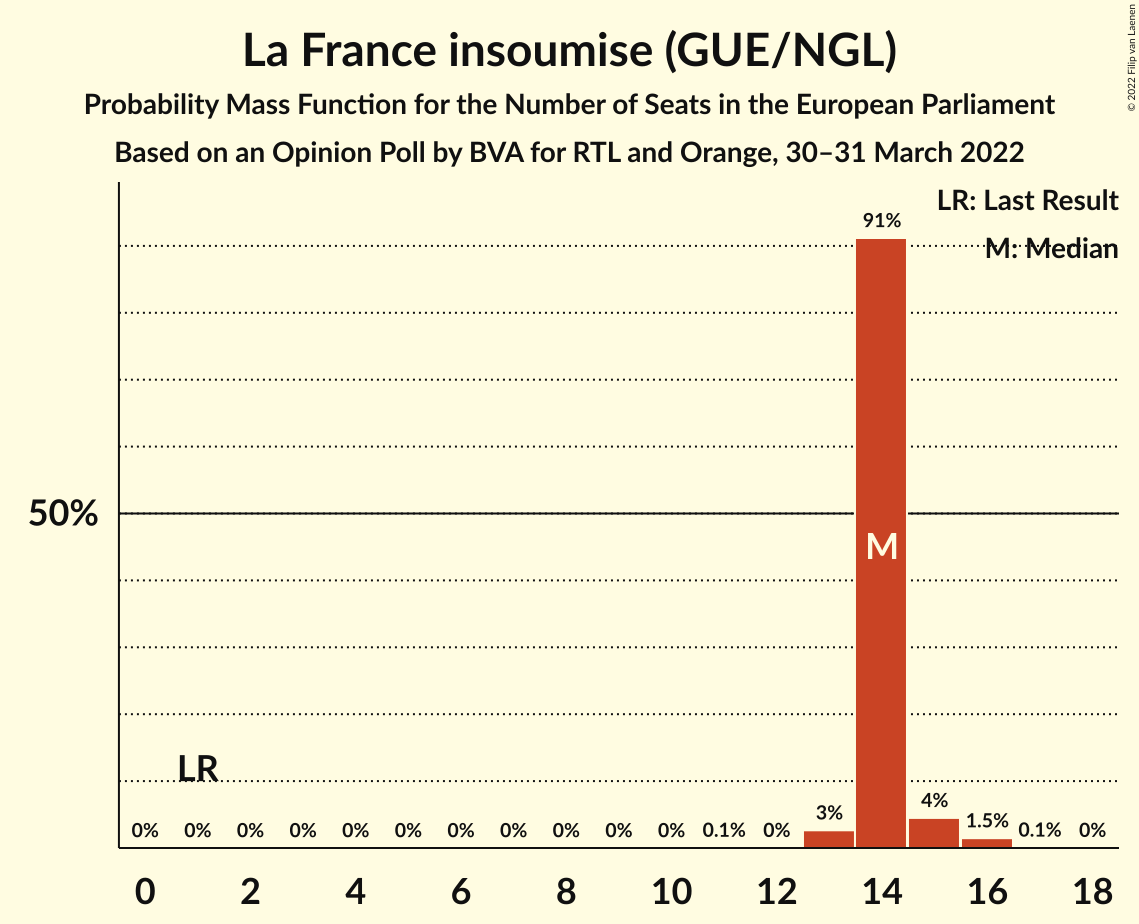 La France insoumise (GUE/NGL)
Probability Mass Function for the Number of Seats in the European Parliament
Based on an Opinion Poll by BVA for RTL and Orange, 30–31 March 2022
© 2022 Filip van Laenen
LR: Last Result
M: Median
91%
50%
M
LR
0% 0% 0% 0% 0% 0% 0% 0% 0% 0% 0% 0.1% 0% 3% 4% 1.5% 0.1% 0%
0 2 4 6 8 10 12 14 16 18